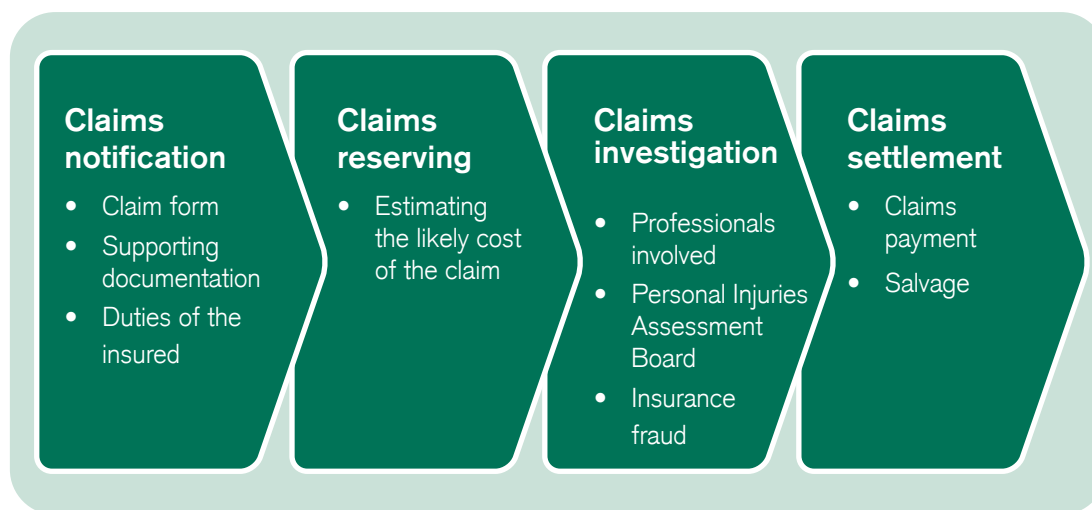 Claims
notification
• Claim form
• Supporting
documentation
• Duties of the
insured
Claims
reserving
• Estimating
the likely cost
of the claim
Claims
investigation
• Professionals
involved
• Personal Injuries
Assessment
Board
• Insurance
fraud
Claims
settlement
• Claims
payment
• Salvage